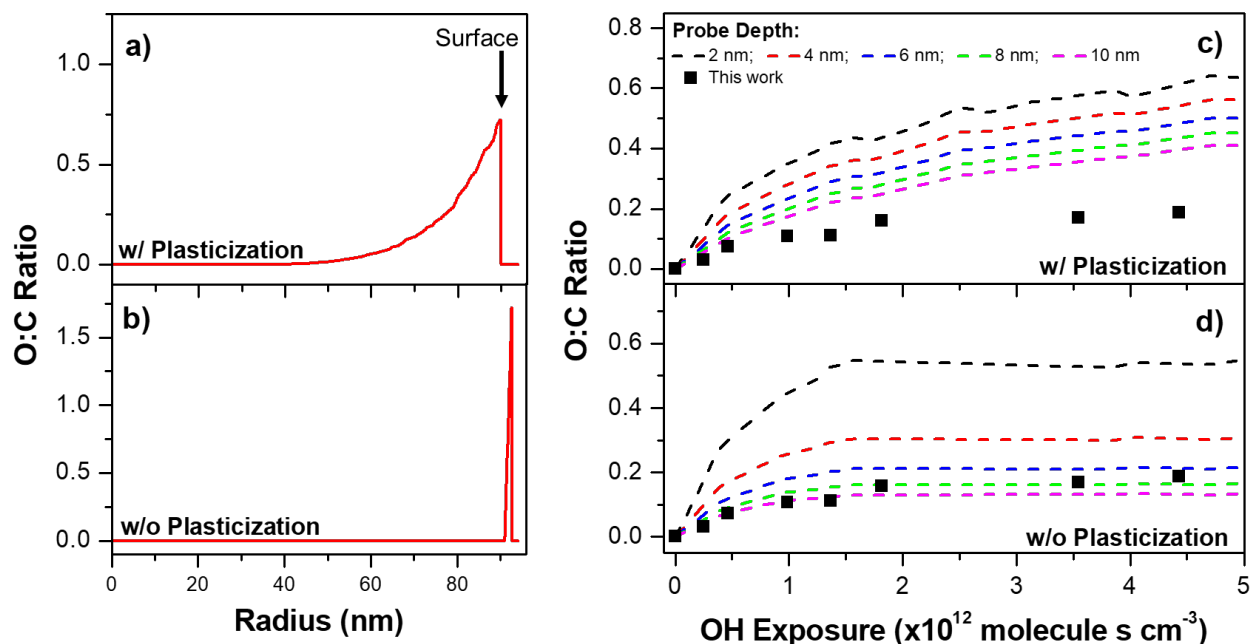 a)
Surface
w/ Plasticization
1.0
0.5
0.0
b)
w/o Plasticization
1.5
1.0
0.5
0.0
O:C Ratio
0
20
40
60
80
Radius (nm)
c)
Probe Depth:
2 nm; 4 nm; 6 nm; 8 nm; 10 nm
This work
w/ Plasticization
0.8
0.6
0.4
0.2
0.0
d)
w/o Plasticization
0.6
0.4
0.2
0.0
O:C Ratio
0
1
2
3
4
5
OH Exposure (x10¹² molecule s cm⁻³)